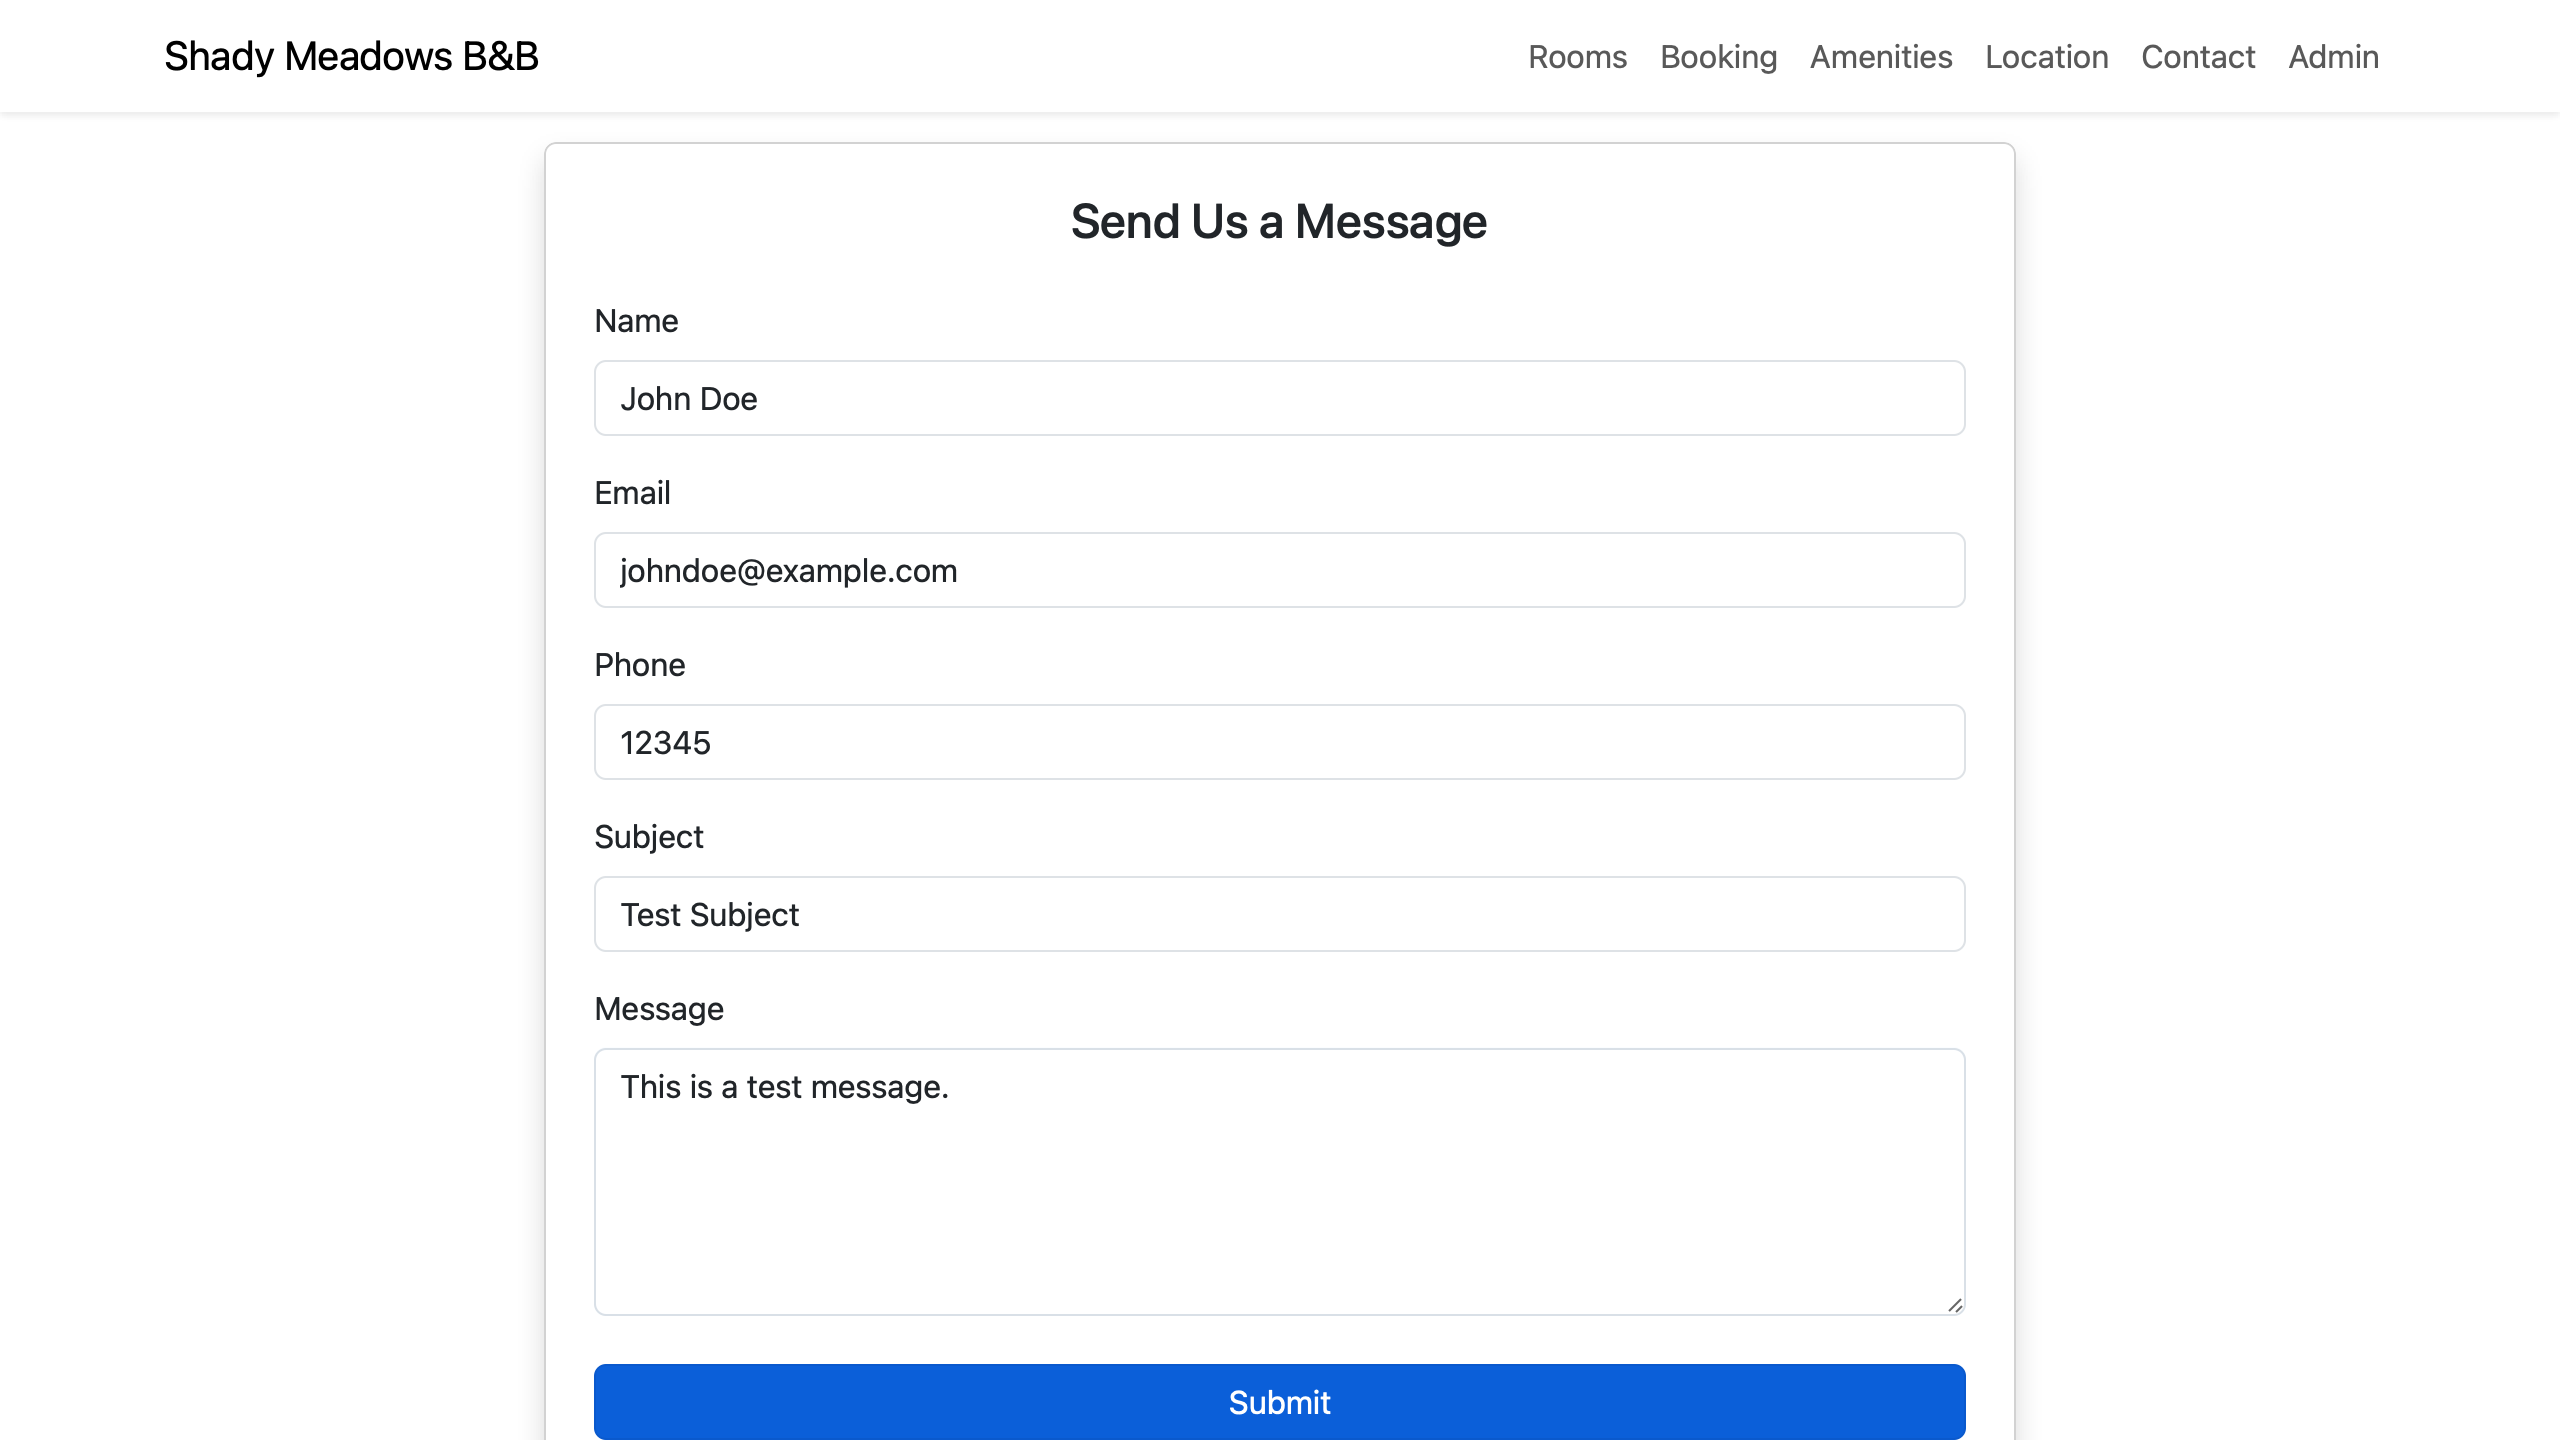 Shady Meadows B&B
Rooms Booking Amenities Location Contact Admin
Send Us a Message
Name
John Doe
Email
johndoe@example.com
Phone
12345
Subject
Test Subject
Message
This is a test message.
Submit